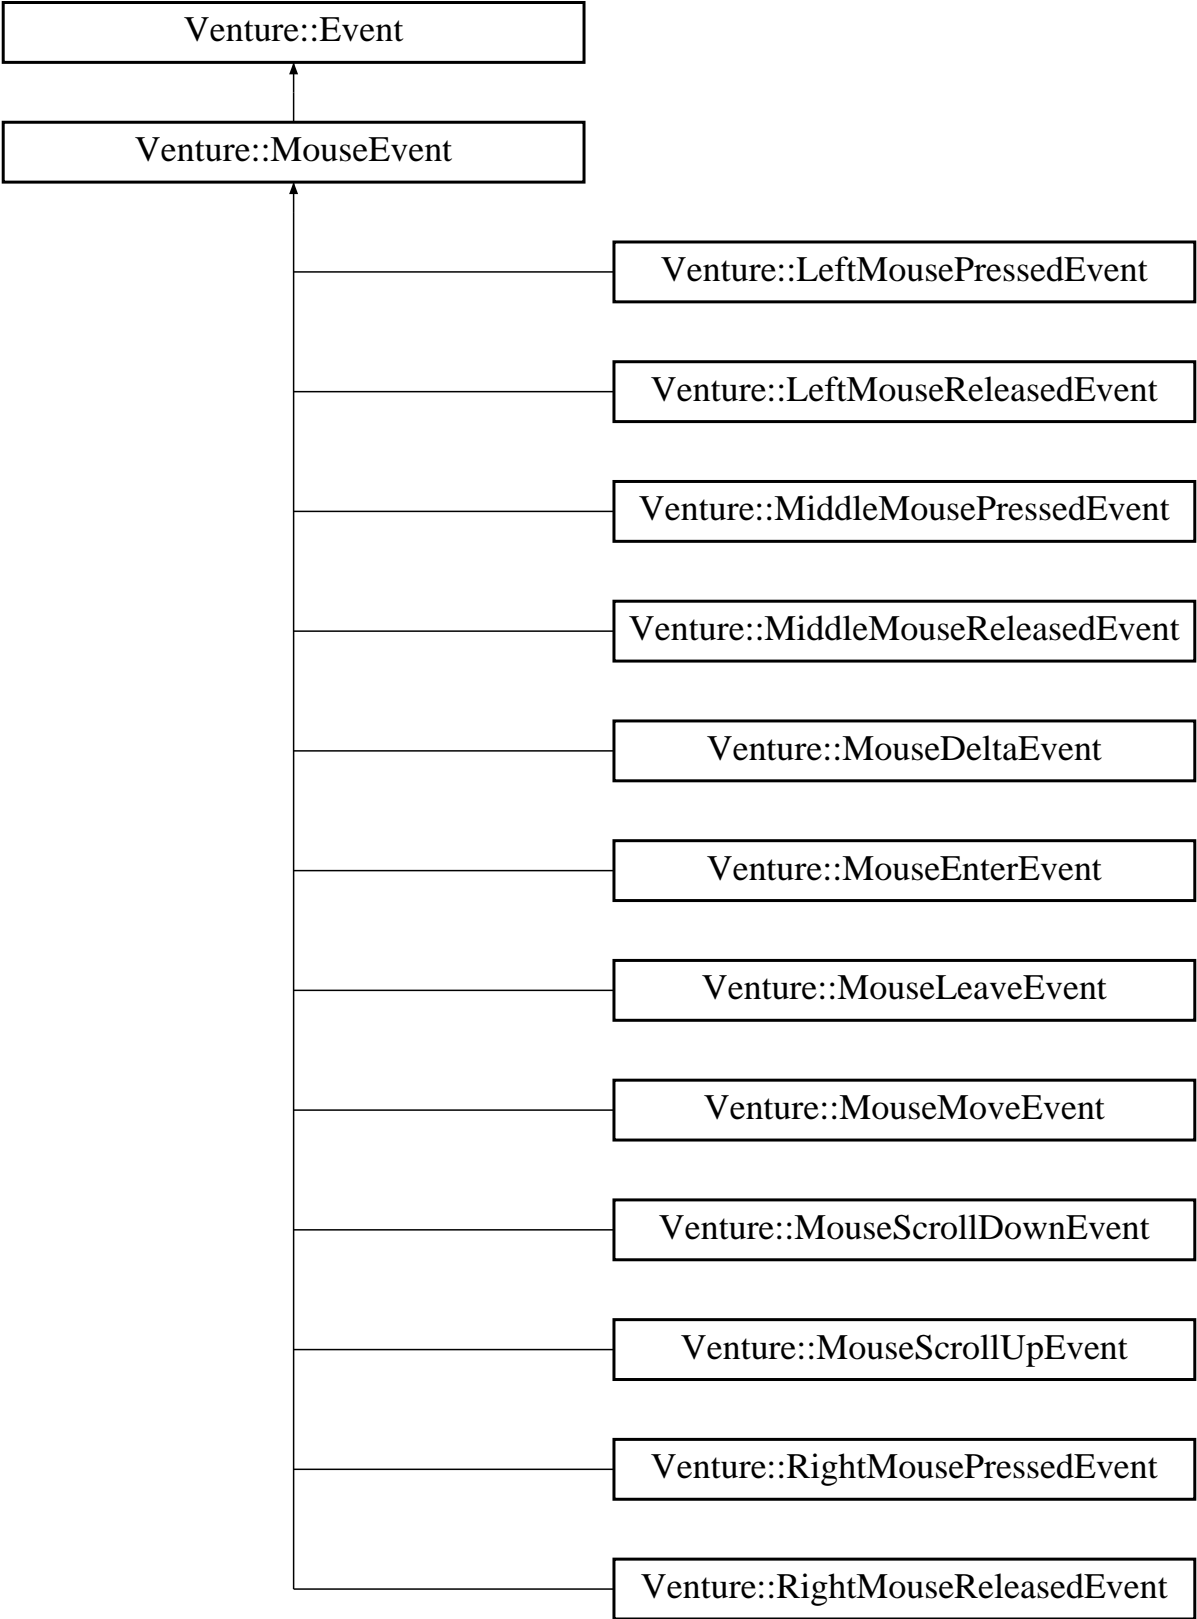 Venture::Event
Venture::MouseEvent
Venture::LeftMousePressedEvent
Venture::LeftMouseReleasedEvent
Venture::MiddleMousePressedEvent
Venture::MiddleMouseReleasedEvent
Venture::MouseDeltaEvent
Venture::MouseEnterEvent
Venture::MouseLeaveEvent
Venture::MouseMoveEvent
Venture::MouseScrollDownEvent
Venture::MouseScrollUpEvent
Venture::RightMousePressedEvent
Venture::RightMouseReleasedEvent